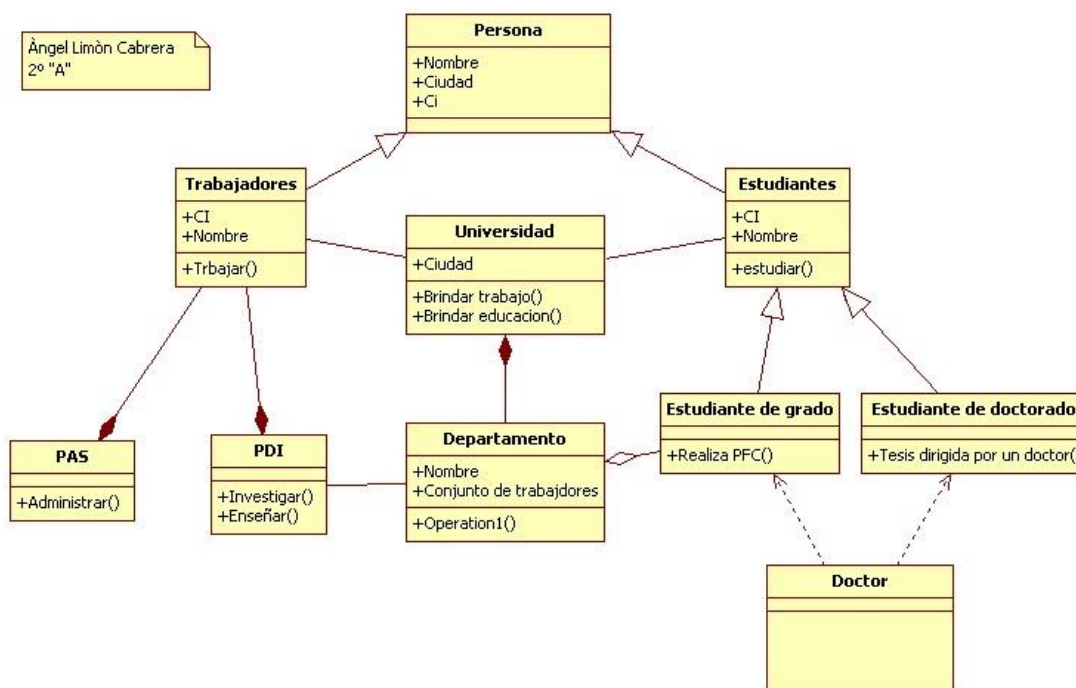 Persona
Àngel Limòn Cabrera
2º "A"
+Nombre
+Ciudad
+Ci
Trabajadores
+CI
+Nombre
+Trbajar()
Universidad
+Ciudad
+Brindar trabajo()
+Brindar educacion()
Estudiantes
+CI
+Nombre
+estudiar()
PAS
+Administrar()
PDI
+Investigar()
+Enseñar()
Departamento
+Nombre
+Conjunto de trabajdores
+Operation1()
Estudiante de grado
+Realiza PFC()
Estudiante de doctorado
+Tesis dirigida por un doctor(
Doctor